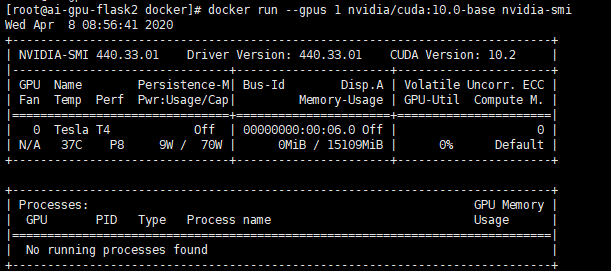 [root@ai-gpu-flask2 docker]# docker run --gpus 1 nvidia/cuda:10.0-base nvidia-smi
Wed Apr  8 08:56:41 2020
+-----------------------------------------------------------------------------+
| NVIDIA-SMI 440.33.01    Driver Version: 440.33.01    CUDA Version: 10.2     |
|-------------------------------+----------------------+----------------------+
| GPU  Name        Persistence-M| Bus-Id        Disp.A | Volatile Uncorr. ECC |
| Fan  Temp  Perf  Pwr:Usage/Cap|         Memory-Usage | GPU-Util  Compute M. |
|===============================+======================+======================|
|   0  Tesla T4            Off  | 00000000:00:06.0 Off |                    0 |
| N/A   37C    P8     9W /  70W |      0MiB / 15109MiB |      0%      Default |
+-------------------------------+----------------------+----------------------+

+-----------------------------------------------------------------------------+
| Processes:                                                       GPU Memory |
|  GPU       PID   Type   Process name                             Usage      |
|=============================================================================|
|  No running processes found                                                 |
+-----------------------------------------------------------------------------+